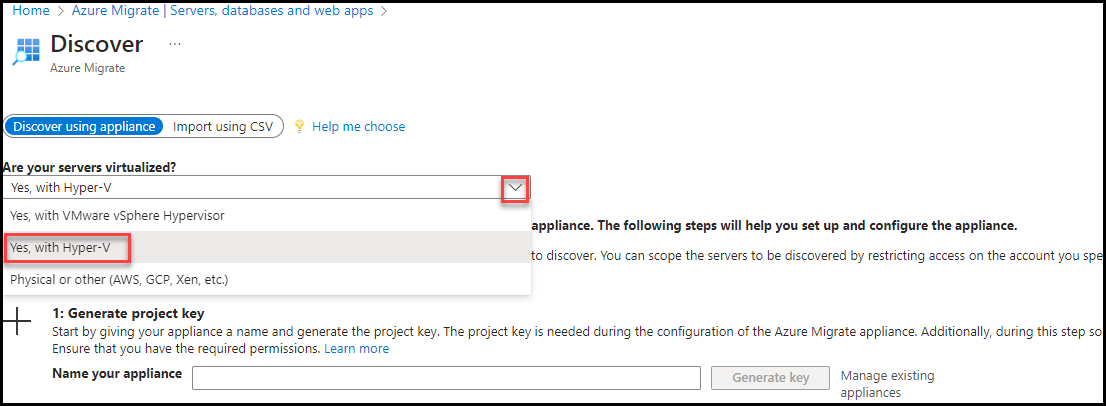 Home > Azure Migrate | Servers, databases and web apps >
Discover ...
Azure Migrate
Discover using appliance Import using CSV Help me choose
Are your servers virtualized?
Yes, with Hyper-V
Yes, with VMware vSphere Hypervisor
appliance. The following steps will help you set up and configure the appliance.
Yes, with Hyper-V
to discover. You can scope the servers to be discovered by restricting access on the account you spe
Physical or other (AWS, GCP, Xen, etc.)
1: Generate project key
Start by giving your appliance a name and generate the project key. The project key is needed during the configuration of the Azure Migrate appliance. Additionally, during this step so
Ensure that you have the required permissions. Learn more
Name your appliance Generate key Manage existing
appliances